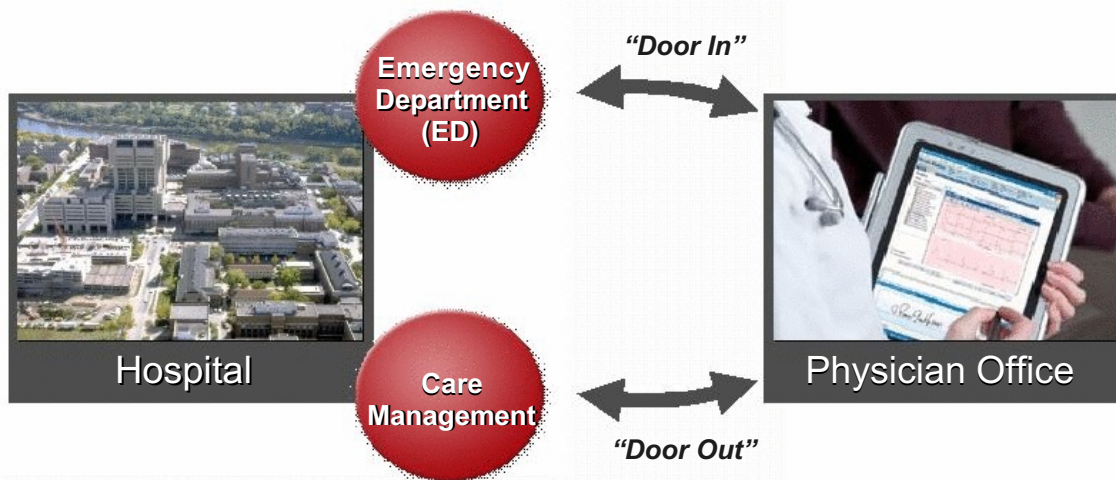 “Door In”
Emergency
Department
(ED)
Hospital
Physician Office
Care
Management
“Door Out”